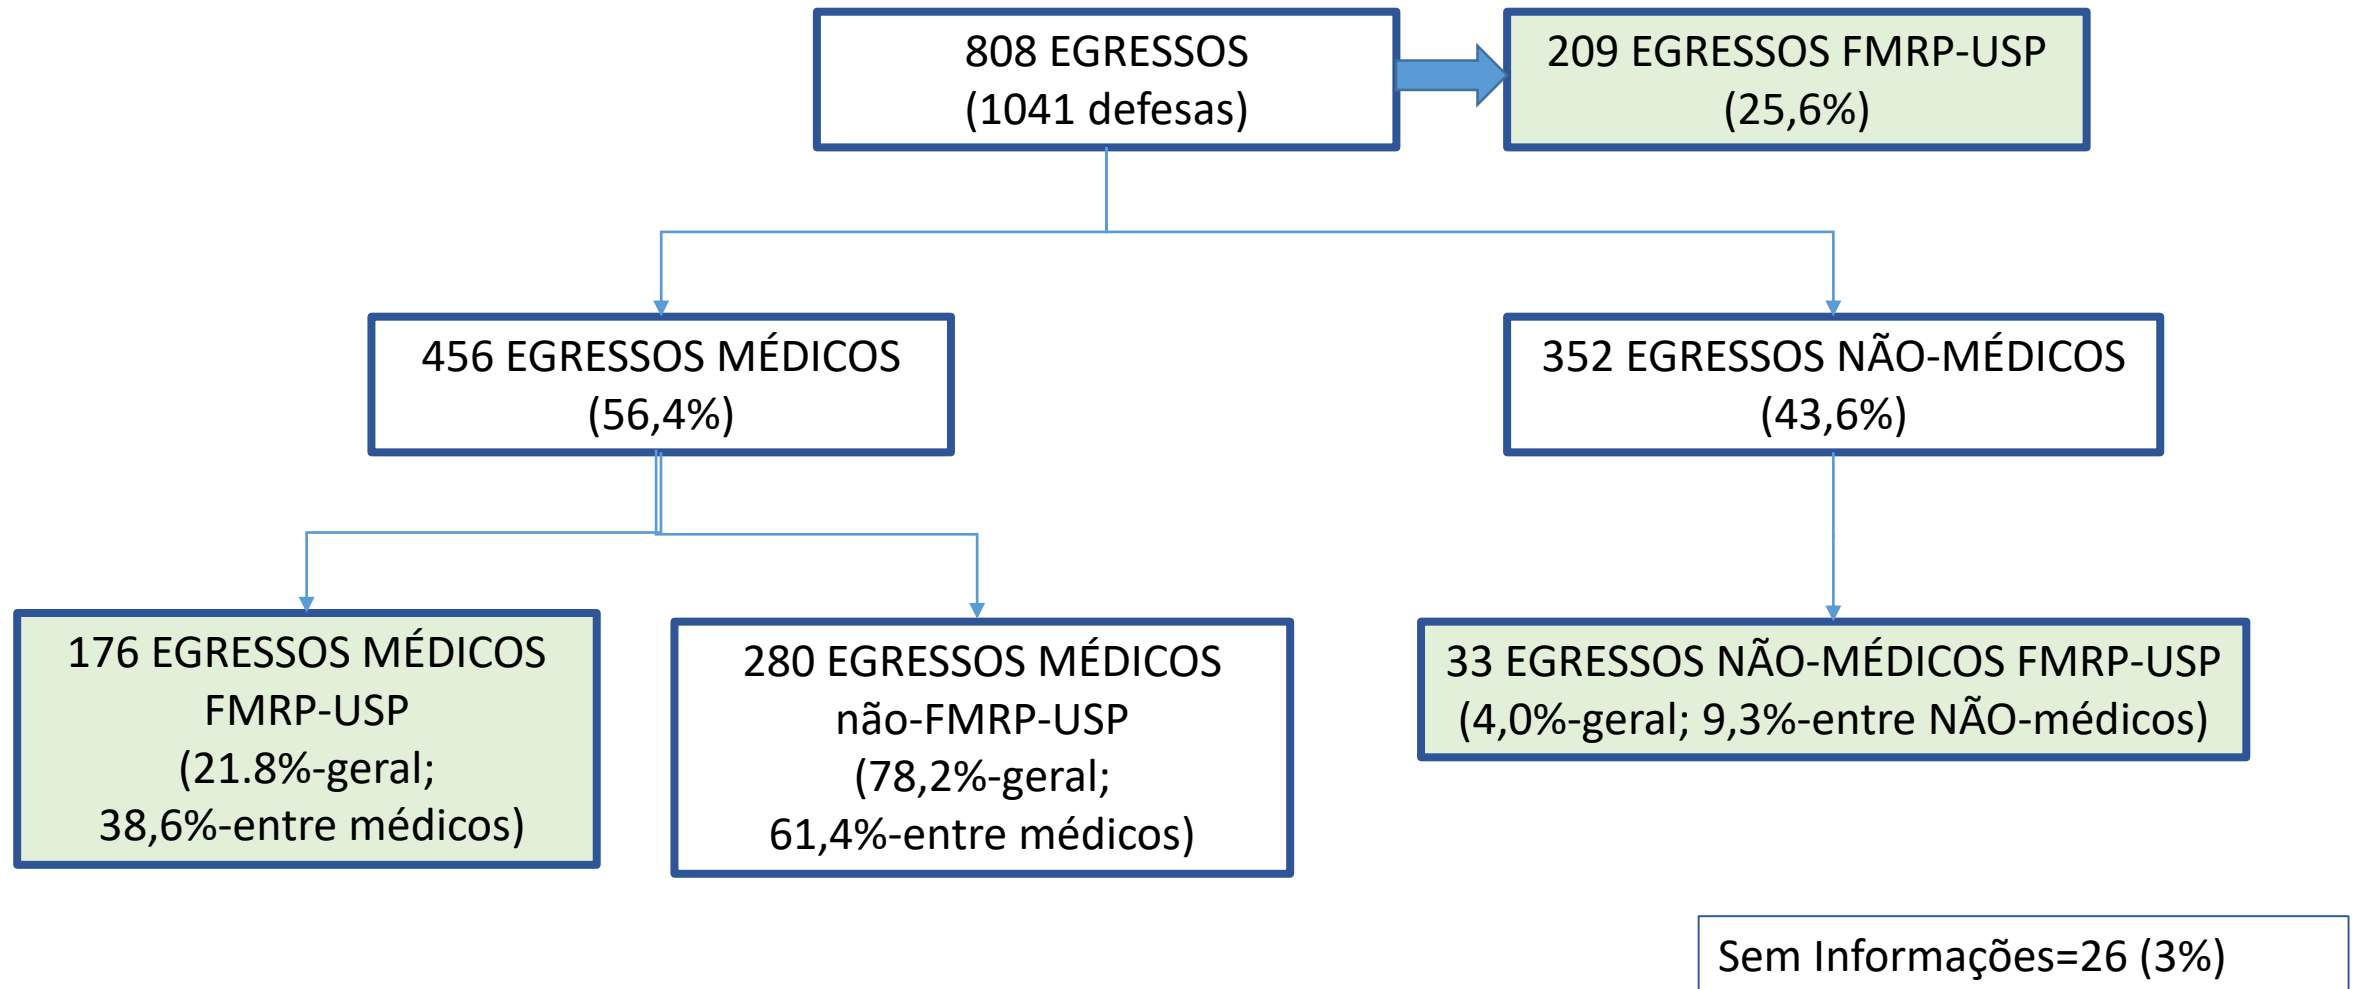 808 EGRESSOS
(1041 defesas)
209 EGRESSOS FMRP-USP
(25,6%)
456 EGRESSOS MÉDICOS
(56,4%)
352 EGRESSOS NÃO-MÉDICOS
(43,6%)
176 EGRESSOS MÉDICOS
FMRP-USP
(21.8%-geral;
38,6%-entre médicos)
280 EGRESSOS MÉDICOS
não-FMRP-USP
(78,2%-geral;
61,4%-entre médicos)
33 EGRESSOS NÃO-MÉDICOS FMRP-USP
(4,0%-geral; 9,3%-entre NÃO-médicos)
Sem Informações=26 (3%)